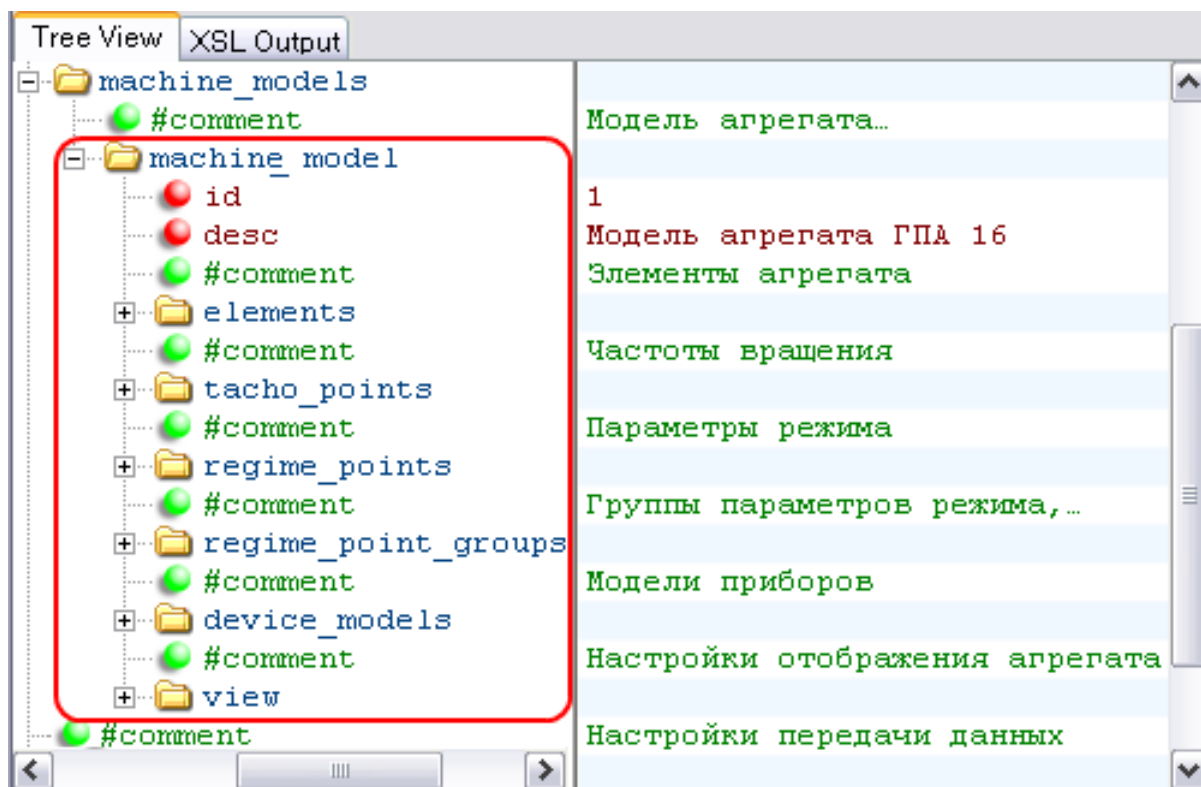 Tree View XSL Output
machine_models
#comment Модель агрегата…
machine_model
id 1
desc Модель агрегата ГПА 16
#comment Элементы агрегата
elements
#comment Частоты вращения
tacho_points
#comment Параметры режима
regime_points
#comment Группы параметров режима,…
regime_point_groups
#comment Модели приборов
device_models
#comment Настройки отображения агрегата
view
#comment Настройки передачи данных